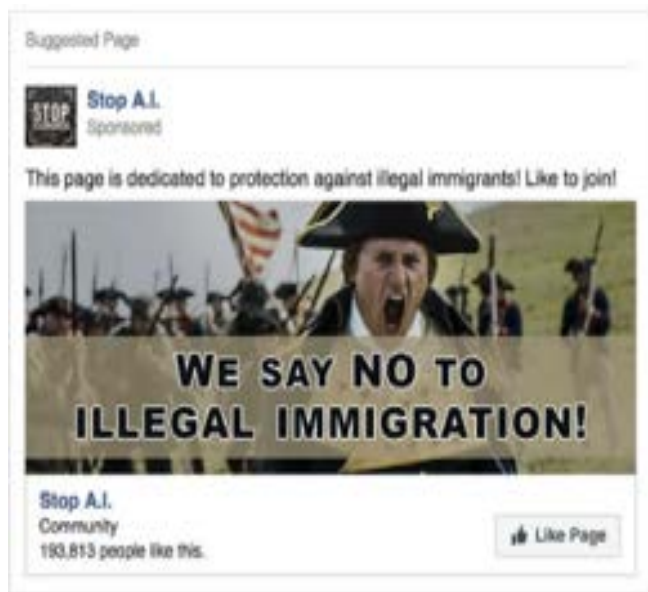 Suggested Page
STOP
Stop A.I.
Sponsored
This page is dedicated to protection against illegal immigrants! Like to join!
WE SAY NO TO
ILLEGAL IMMIGRATION!
Stop A.I.
Community
193,813 people like this.
Like Page